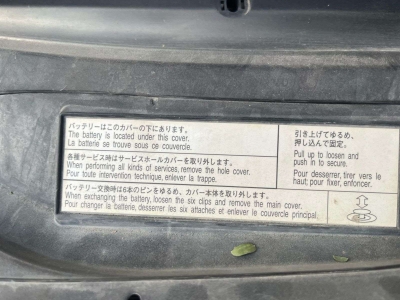 バッテリーはこのカバーの下にあります。
The battery is located under this cover.
La batterie se trouve sous ce couvercle.
各種サービス時はサービスホールカバーを取り外します。
When performing all kinds of services, remove the hole cover.
Pour toute intervention technique, enlever la trappe.
バッテリー交換時は6本のピンをゆるめ、カバー本体を取り外します。
When exchanging the battery, loosen the six clips and remove the main cover.
Pour changer la batterie, desserrer les six attaches et enlever le couvercle principal.
引き上げてゆるめ、
押し込んで固定。
Pull up to loosen and
push in to secure.
Pour desserrer, tirer vers le
haut; pour fixer, enfoncer.